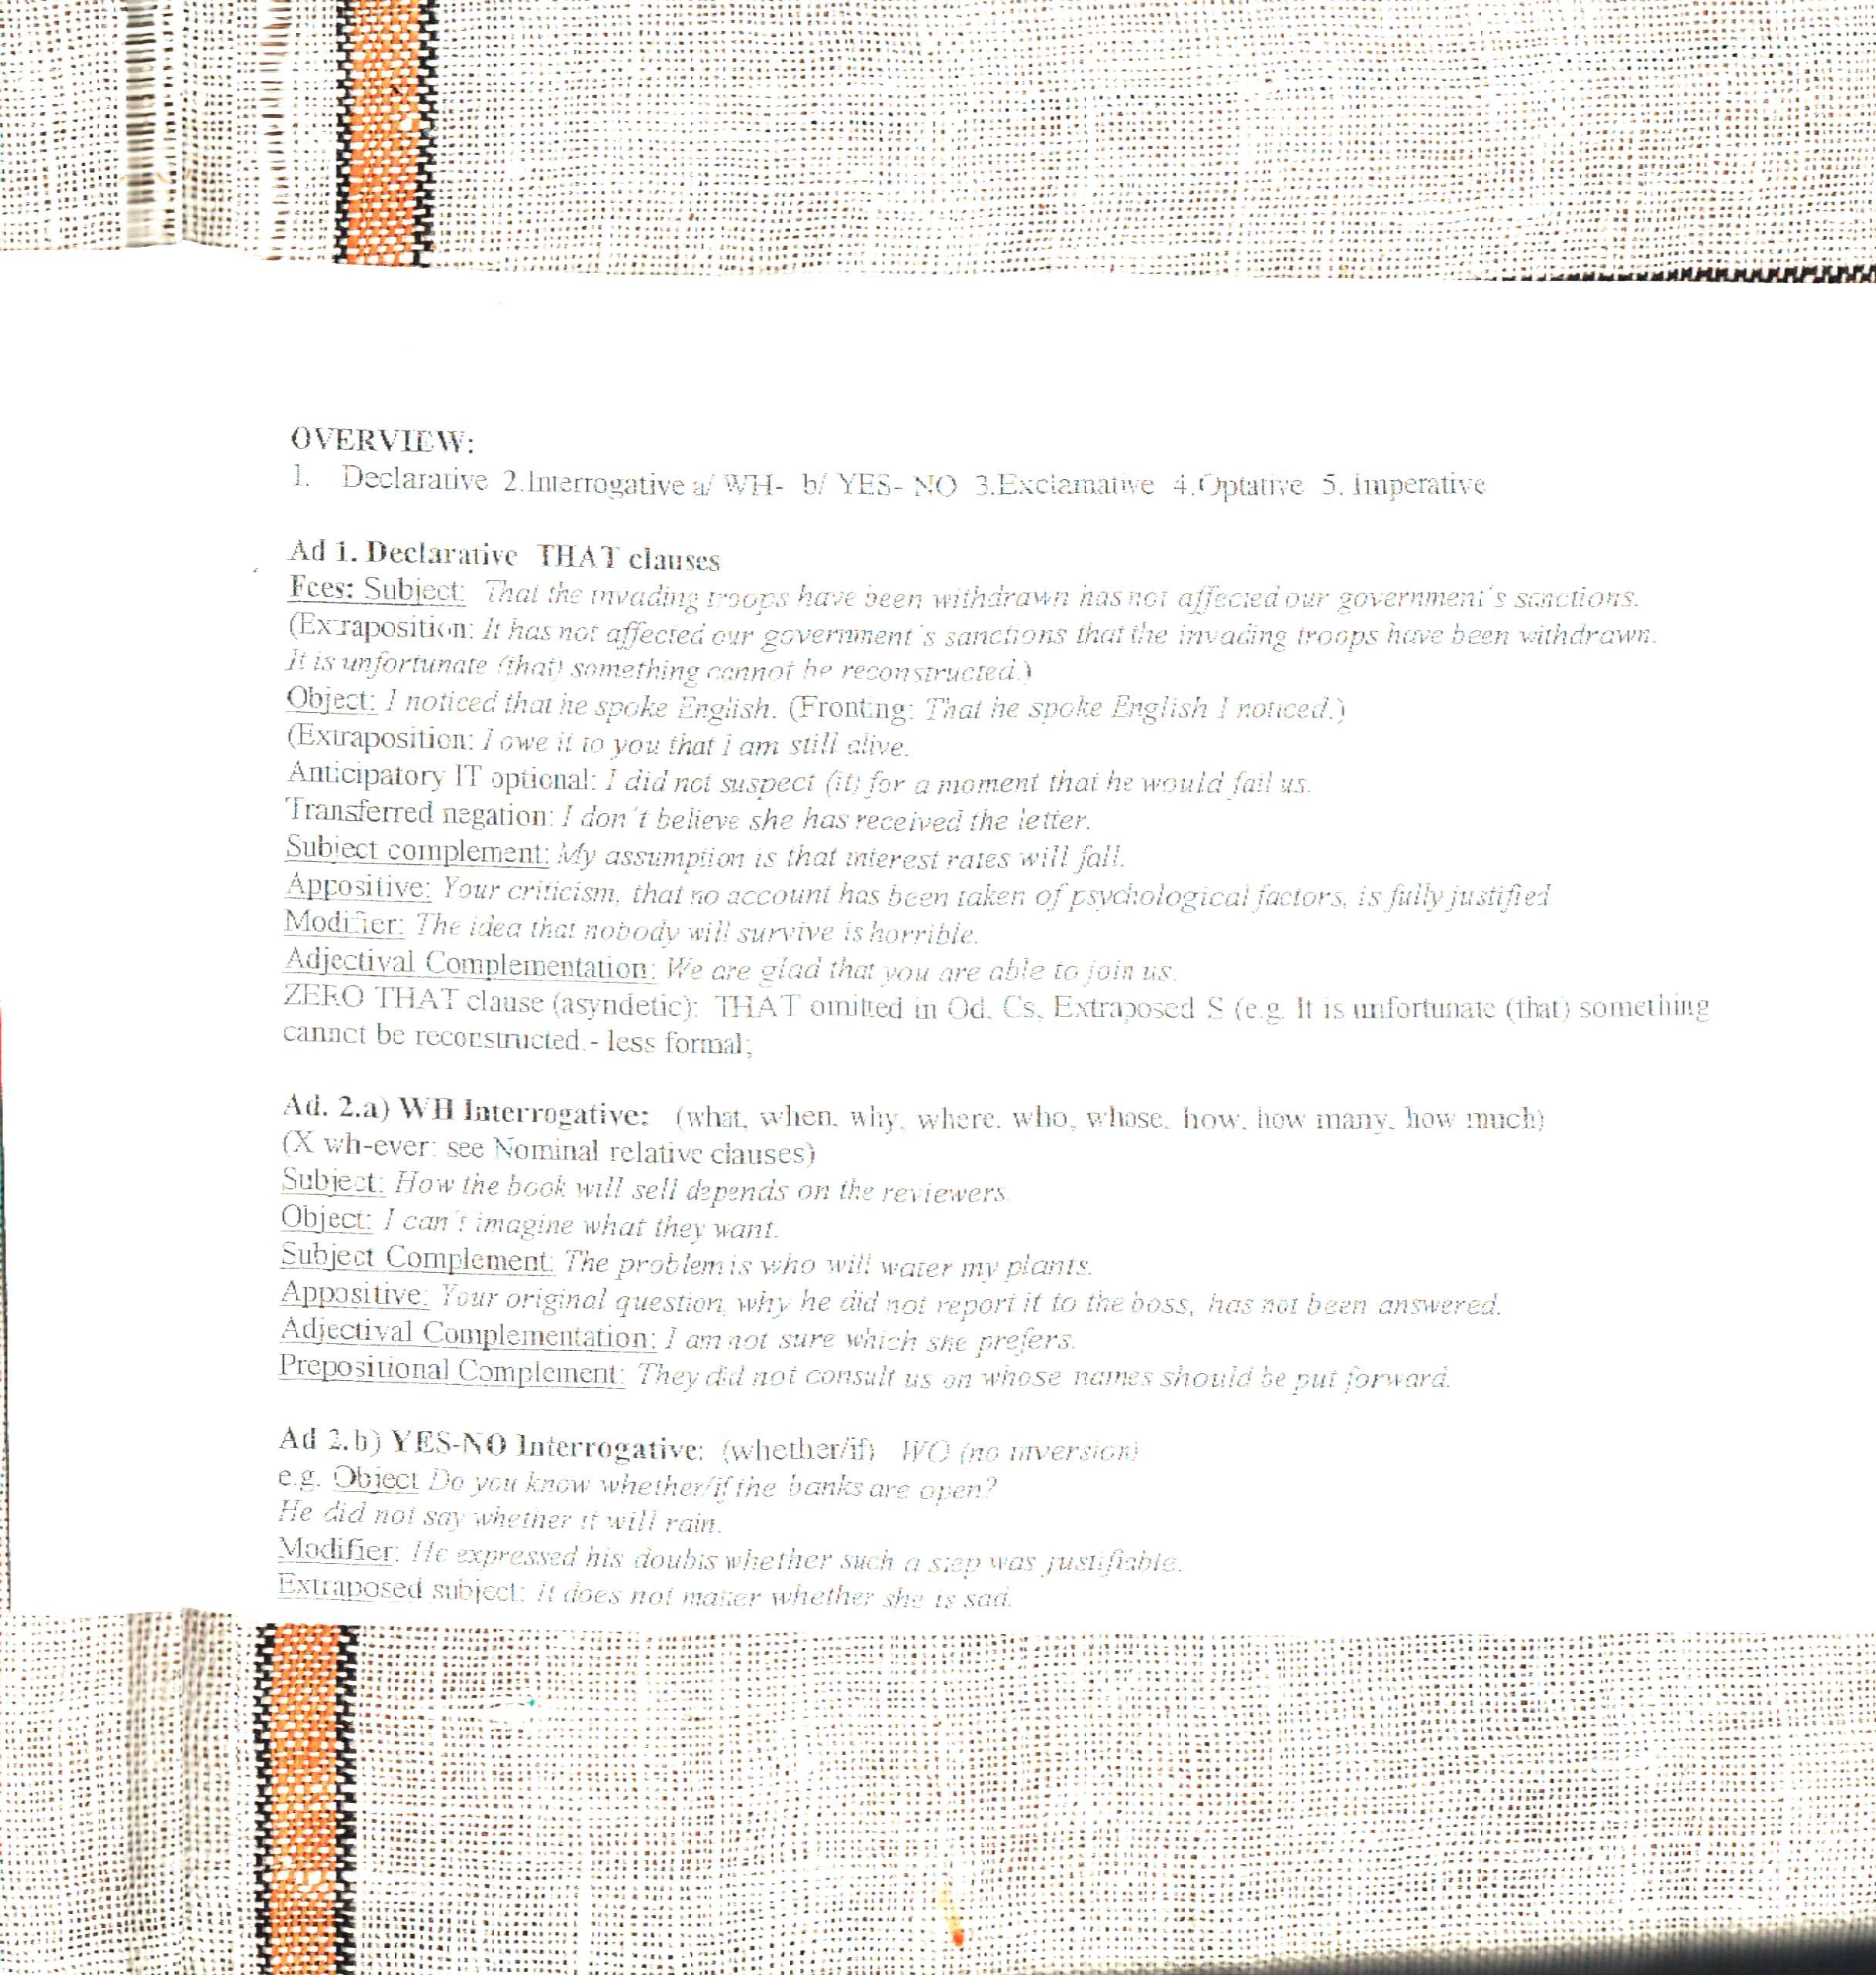 OVERVIEW:
1. Declarative 2.Interrogative a/ WH- b/ YES- NO 3.Exclamative 4.Optative 5. Imperative
Ad 1. Declarative THAT clauses
Fces: Subject: That the invading troops have been withdrawn has not affected our government´s sanctions.
(Extraposition: It has not affected our government´s sanctions that the invading troops have been withdrawn.
It is unfortunate (that) something cannot be reconstructed.)
Object: I noticed that he spoke English. (Fronting: That he spoke English I noticed.)
(Extraposition: I owe it to you that I am still alive.
Anticipatory IT optional: I did not suspect (it) for a moment that he would fail us.
Transferred negation: I don´t believe she has received the letter.
Subject complement: My assumption is that interest rates will fall.
Appositive: Your criticism, that no account has been taken of psychological factors, is fully justified
Modifier: The idea that nobody will survive is horrible.
Adjectival Complementation: We are glad that you are able to join us.
ZERO THAT clause (asyndetic): THAT omitted in Od, Cs, Extraposed S (e.g. It is unfortunate (that) something
cannot be reconstructed.- less formal;
Ad. 2.a) WH Interrogative: (what, when, why, where, who, whose, how, how many, how much)
(X wh-ever: see Nominal relative clauses)
Subject: How the book will sell depends on the reviewers.
Object: I can´t imagine what they want.
Subject Complement: The problem is who will water my plants.
Appositive: Your original question, why he did not report it to the boss, has not been answered.
Adjectival Complementation: I am not sure which she prefers.
Prepositional Complement: They did not consult us on whose names should be put forward.
Ad 2.b) YES-NO Interrogative: (whether/if) WO (no inversion)
e.g. Object Do you know whether/if the banks are open?
He did not say whether it will rain.
Modifier: He expressed his doubts whether such a step was justifiable.
Extraposed subject: It does not matter whether she is sad.